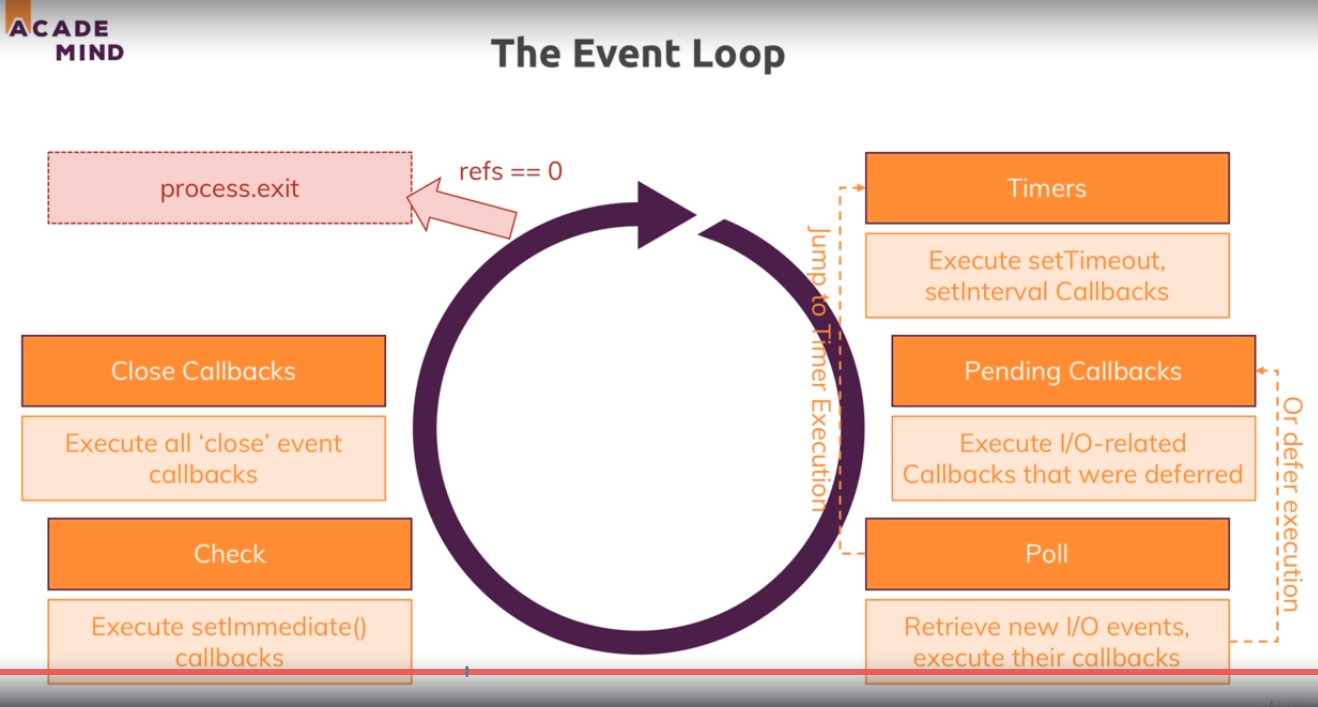 ACADE
MIND
The Event Loop
process.exit
refs == 0
Timers
Execute setTimeout,
setInterval Callbacks
Jump to Timer Execution
Close Callbacks
Execute all ‘close’ event
callbacks
Pending Callbacks
Execute I/O-related
Callbacks that were deferred
Or defer execution
Check
Execute setImmediate()
callbacks
Poll
Retrieve new I/O events,
execute their callbacks